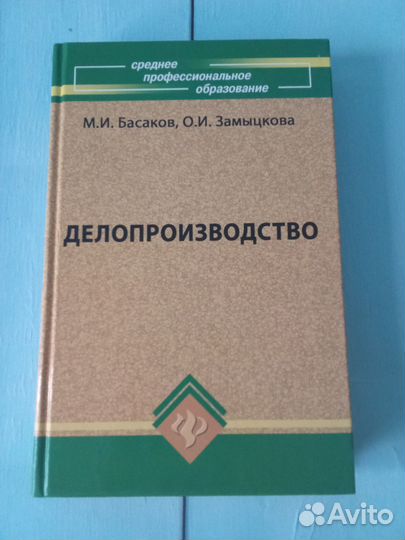 среднее
профессиональное
образование
М.И. Басаков, О.И. Замыцкова
ДЕЛОПРОИЗВОДСТВО
Avito